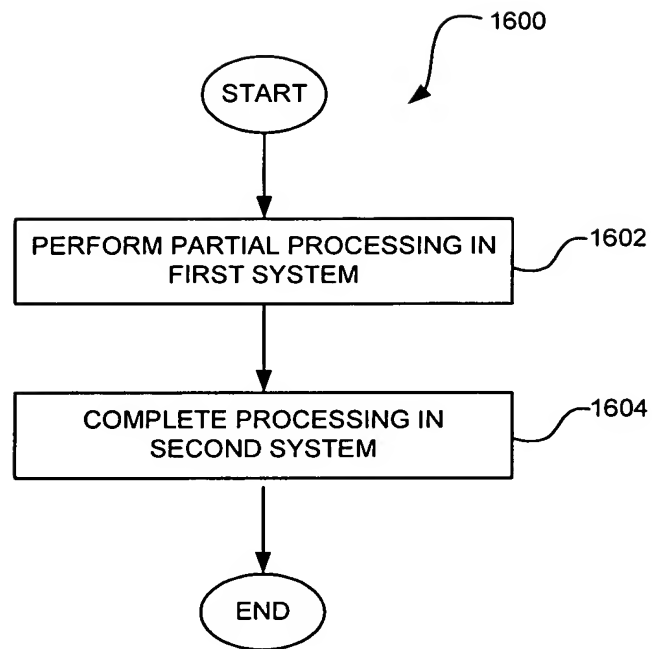 1600
START
PERFORM PARTIAL PROCESSING IN
FIRST SYSTEM
1602
COMPLETE PROCESSING IN
SECOND SYSTEM
1604
END